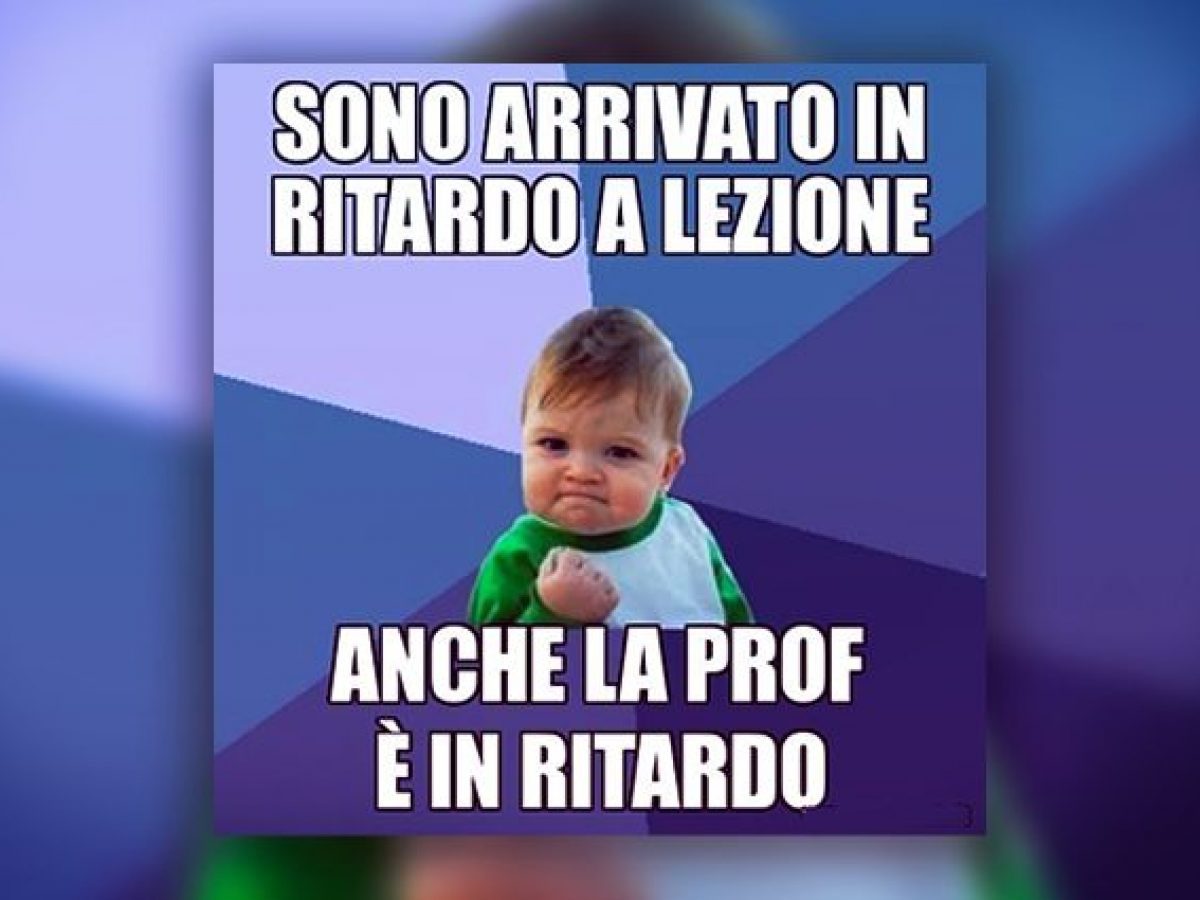 SONO ARRIVATO IN
RITARDO A LEZIONE
ANCHE LA PROF
È IN RITARDO